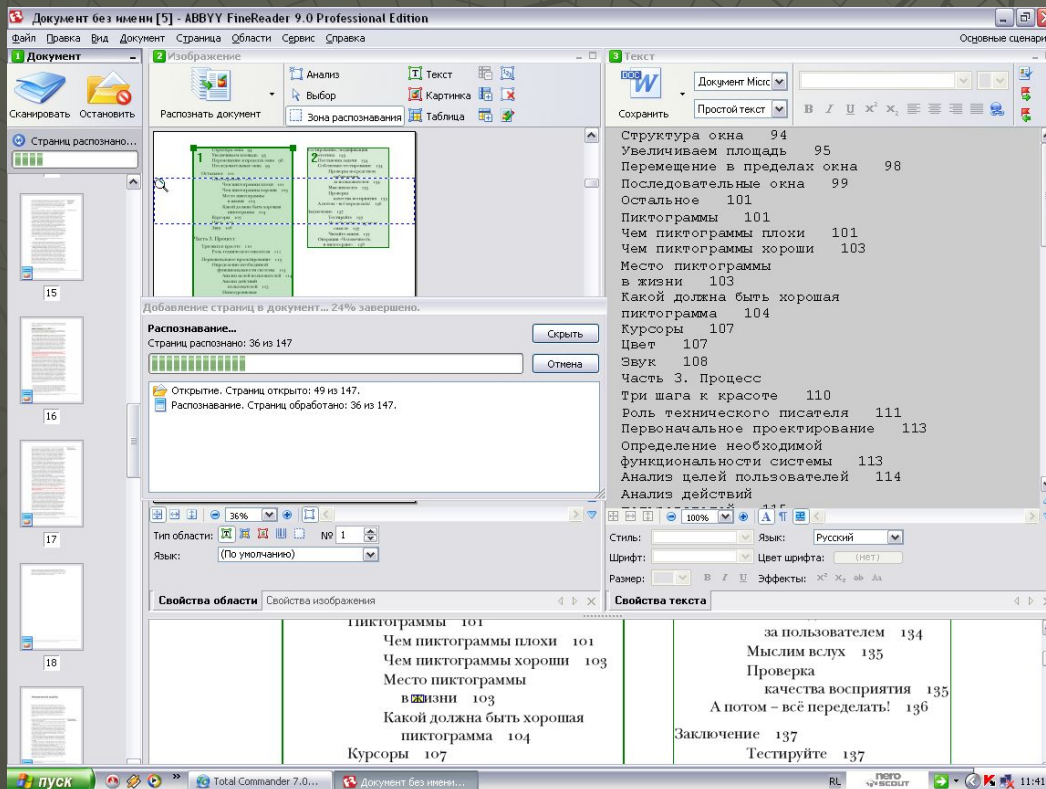 Документ без имени [5] - ABBYY FineReader 9.0 Professional Edition
Файл Правка Вид Документ Страница Области Сервис Справка
Основные сценари
1 Документ
Сканировать Остановить
Страниц распознано...
15
16
17
18
2 Изображение
Распознать документ
Анализ
Выбор
Зона распознавания
Текст
Картинка
Таблица
1
2
Часть 3. Процесс
Добавление страниц в документ... 24% завершено.
Распознавание...
Страниц распознано: 36 из 147
Скрыть
Отмена
Открытие. Страниц открыто: 49 из 147.
Распознавание. Страниц обработано: 36 из 147.
36%
Тип области:
№ 1
Язык: (По умолчанию)
Свойства области Свойства изображения
3 Текст
Сохранить
Документ Micrc
Простой текст
Структура окна 94
Увеличиваем площадь 95
Перемещение в пределах окна 98
Последовательные окна 99
Остальное 101
Пиктограммы 101
Чем пиктограммы плохи 101
Чем пиктограммы хороши 103
Место пиктограммы
в жизни 103
Какой должна быть хорошая
пиктограмма 104
Курсоры 107
Цвет 107
Звук 108
Часть 3. Процесс
Три шага к красоте 110
Роль технического писателя 111
Первоначальное проектирование 113
Определение необходимой
функциональности системы 113
Анализ целей пользователей 114
Анализ действий
пользователей 115
100%
Стиль:
Язык: Русский
Шрифт:
Цвет шрифта: (нет)
Размер:
Эффекты:
Свойства текста
Пиктограммы 101
Чем пиктограммы плохи 101
Чем пиктограммы хороши 103
Место пиктограммы
в жизни 103
Какой должна быть хорошая
пиктограмма 104
Курсоры 107
за пользователем 134
Мыслим вслух 135
Проверка
качества восприятия 135
А потом – всё переделать! 136
Заключение 137
Тестируйте 137
пуск
Total Commander 7.0...
Документ без имени...
RL
nero
SCOUT
11:41